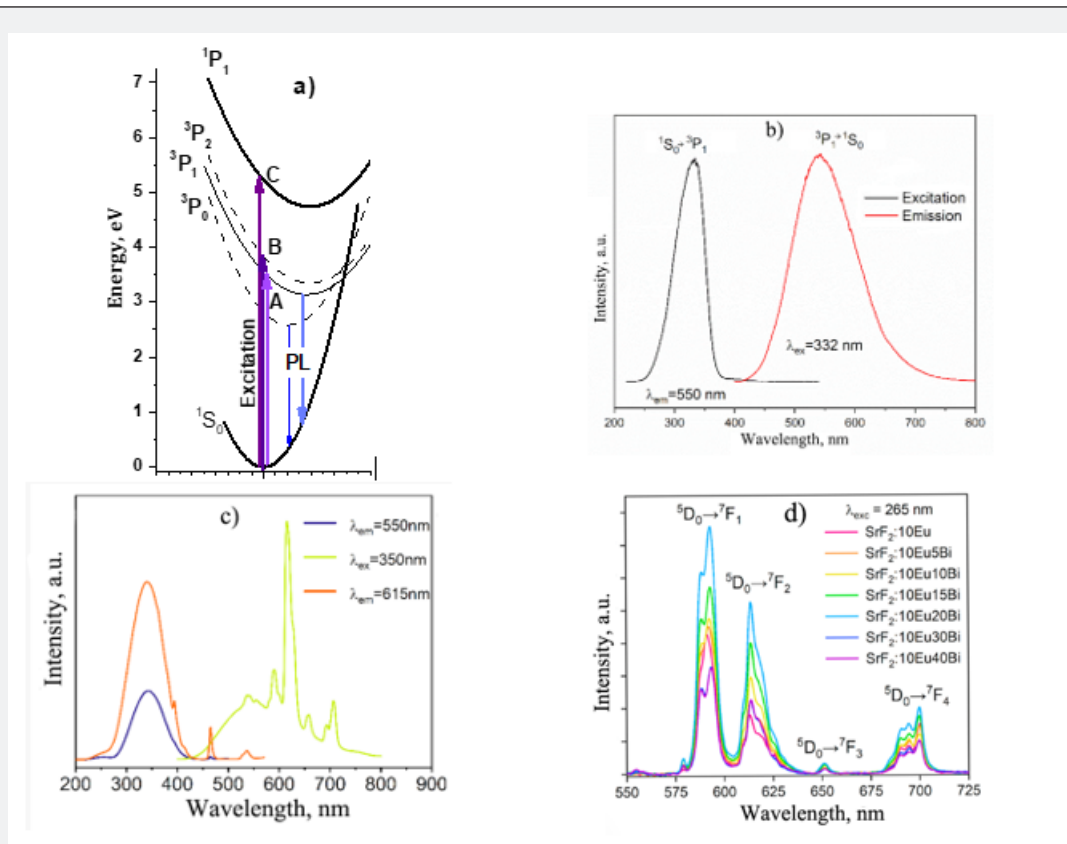 a)
¹P₁
³P₂
³P₁
³P₀
¹S₀
C
B
A
PL
Excitation
Energy, eV
7
6
5
4
3
2
1
0
b)
¹S₀→³P₁
³P₁→¹S₀
Excitation
Emission
λex=332 nm
λem=550 nm
Intensity, a.u.
200 300 400 500 600 700 800
Wavelength, nm
c)
λem=550nm
λex=350nm
λem=615nm
Intensity, a.u.
200 300 400 500 600 700 800 900
Wavelength, nm
d)
⁵D₀→⁷F₁
⁵D₀→⁷F₂
⁵D₀→⁷F₃
⁵D₀→⁷F₄
λexc = 265 nm
SrF₂:10Eu
SrF₂:10Eu5Bi
SrF₂:10Eu10Bi
SrF₂:10Eu15Bi
SrF₂:10Eu20Bi
SrF₂:10Eu30Bi
SrF₂:10Eu40Bi
Intensity, a.u.
550 575 600 625 650 675 700 725
Wavelength, nm